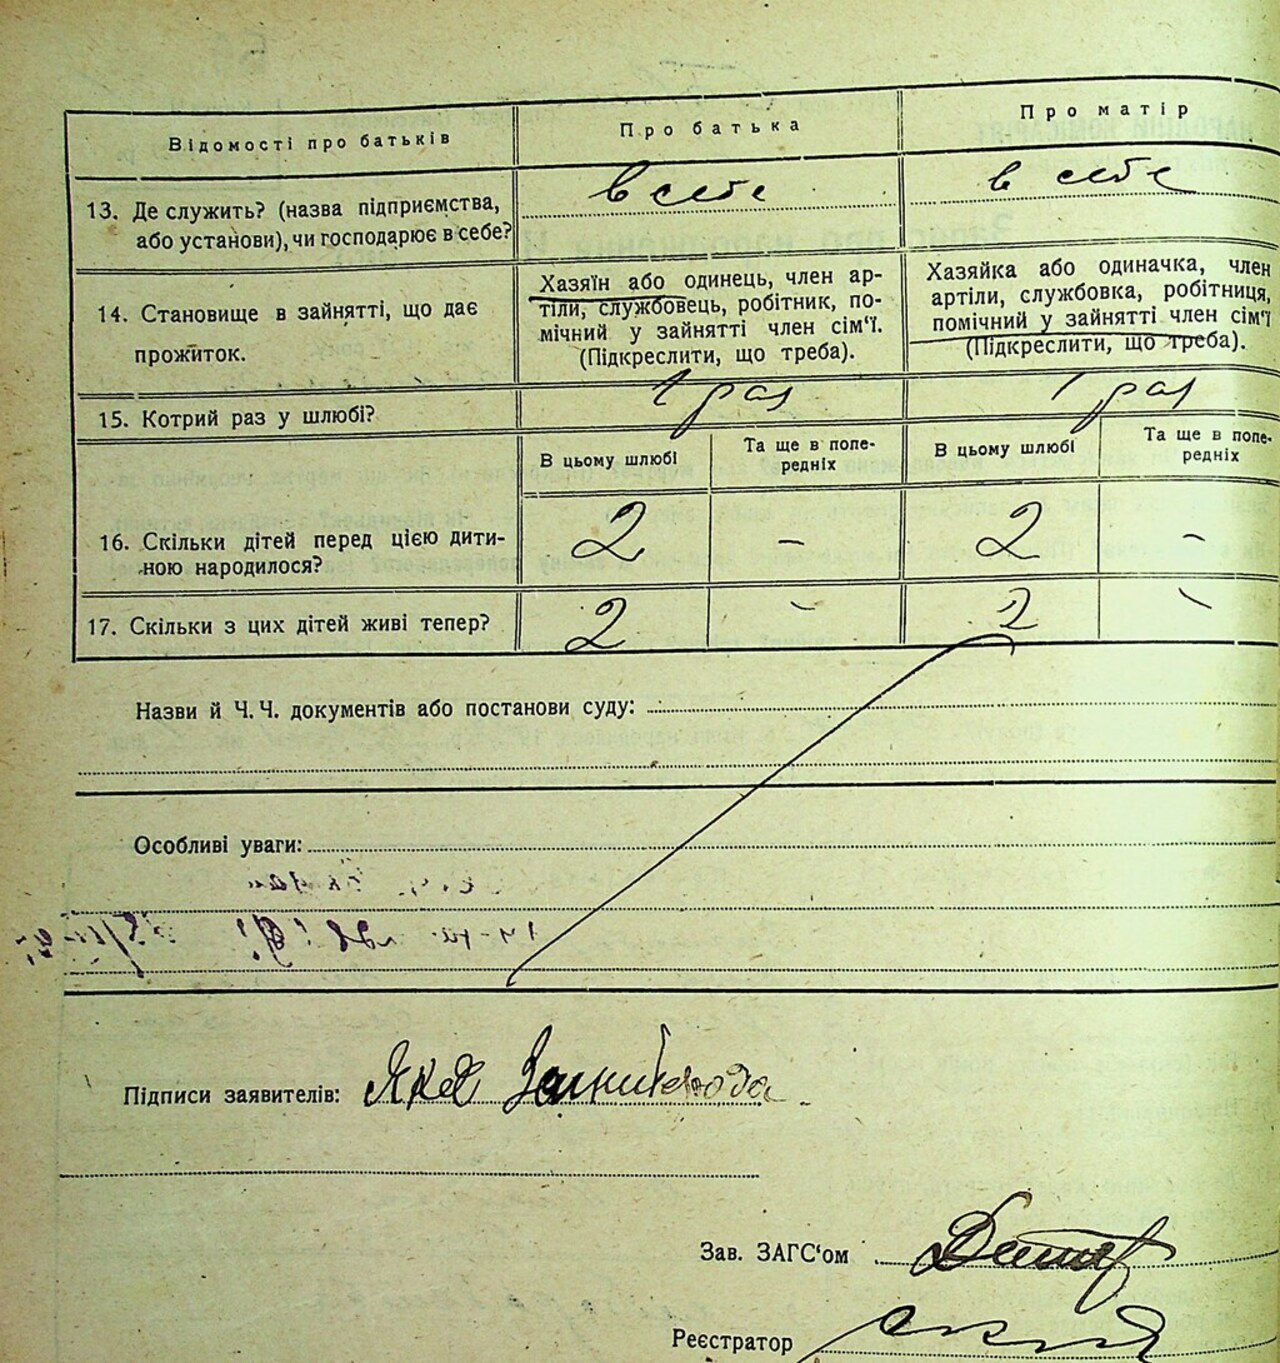 Відомості про батьків
Про батька
Про матір
13. Де служить? (назва підприємства, або установи), чи господарює в себе?
в себе
в себе
14. Становище в зайнятті, що дає прожиток.
Хазяїн або одинець, член ар-
тіли, службовець, робітник, по-
мічний у зайнятті член сім‘ї.
(Підкреслити, що треба).
Хазяйка або одиначка, член
артіли, службовка, робітниця,
помічний у зайнятті член сім‘ї
(Підкреслити, що треба).
15. Котрий раз у шлюбі?
1 раз
1 раз
В цьому шлюбі
Та ще в попе-
редніх
В цьому шлюбі
Та ще в попе-
редніх
16. Скільки дітей перед цією дити-
ною народилося?
2
–
2
–
17. Скільки з цих дітей живі тепер?
2
–
2
–
Назви й Ч. Ч. документів або постанови суду:
Особливі уваги:
Підписи заявителів:
Зав. ЗАГС‘ом
Реєстратор